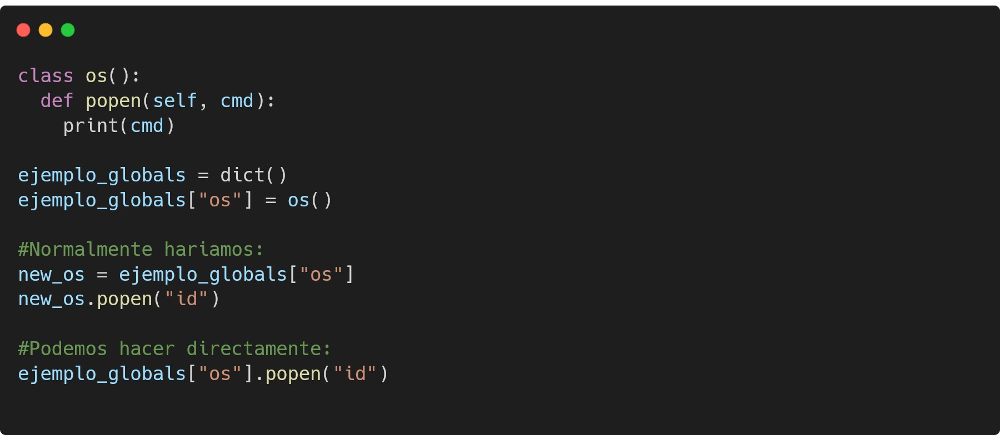 class os():
  def popen(self, cmd):
    print(cmd)

ejemplo_globals = dict()
ejemplo_globals["os"] = os()

#Normalmente hariamos:
new_os = ejemplo_globals["os"]
new_os.popen("id")

#Podemos hacer directamente:
ejemplo_globals["os"].popen("id")